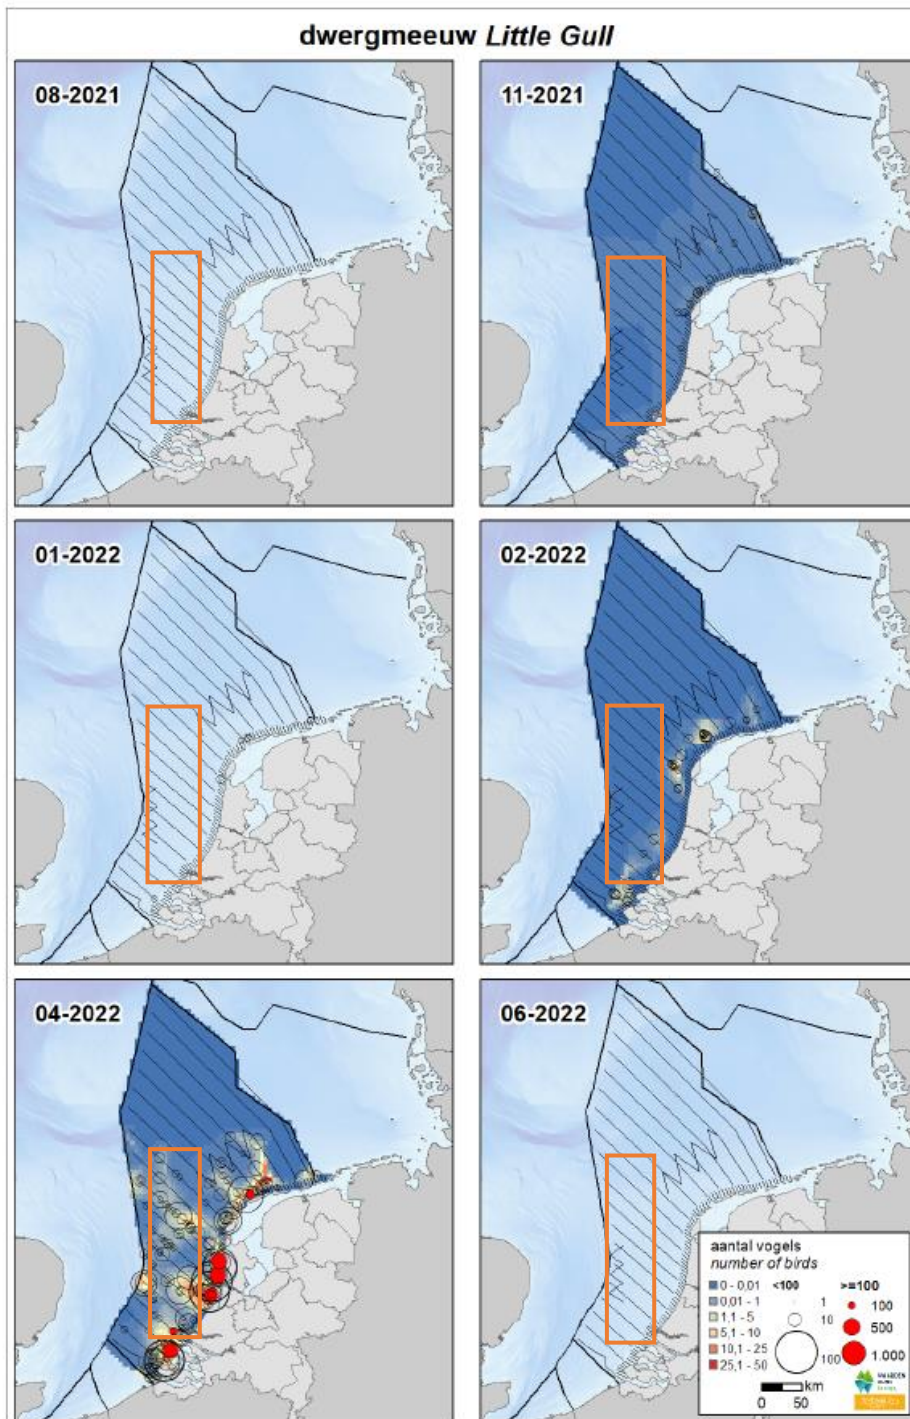 dwergmeeuw Little Gull
08-2021
11-2021
01-2022
02-2022
04-2022
06-2022
aantal vogels
number of birds
0 - 0,01 <100 >=100
0,01 - 1 1 100
1,1 - 5 10
5,1 - 10 500
10,1 - 25
25,1 - 50 100 1.000
km
0 50